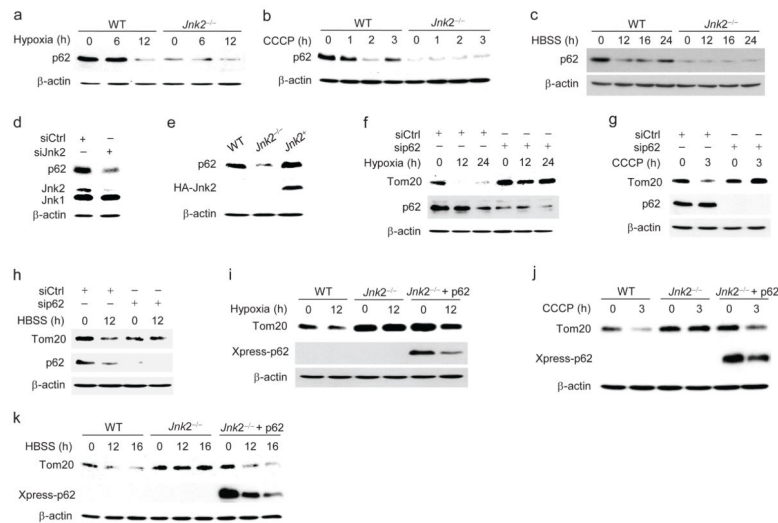 a
WT Jnk2−/−
Hypoxia (h) 0 6 12 0 6 12
p62
β-actin
b
WT Jnk2−/−
CCCP (h) 0 1 2 3 0 1 2 3
p62
β-actin
c
WT Jnk2−/−
HBSS (h) 0 12 16 24 0 12 16 24
p62
β-actin
d
siCtrl + −
siJnk2 − +
p62
Jnk2
Jnk1
β-actin
e
WT Jnk2−/− Jnk2+
p62
HA-Jnk2
β-actin
f
siCtrl + + + − − −
sip62 − − − + + +
Hypoxia (h) 0 12 24 0 12 24
Tom20
p62
β-actin
g
siCtrl + + − −
sip62 − − + +
CCCP (h) 0 3 0 3
Tom20
p62
β-actin
h
siCtrl + + − −
sip62 − − + +
HBSS (h) 0 12 0 12
Tom20
p62
β-actin
i
WT Jnk2−/− Jnk2−/− + p62
Hypoxia (h) 0 12 0 12 0 12
Tom20
Xpress-p62
β-actin
j
WT Jnk2−/− Jnk2−/− + p62
CCCP (h) 0 3 0 3 0 3
Tom20
Xpress-p62
β-actin
k
WT Jnk2−/− Jnk2−/− + p62
HBSS (h) 0 12 16 0 12 16 0 12 16
Tom20
Xpress-p62
β-actin